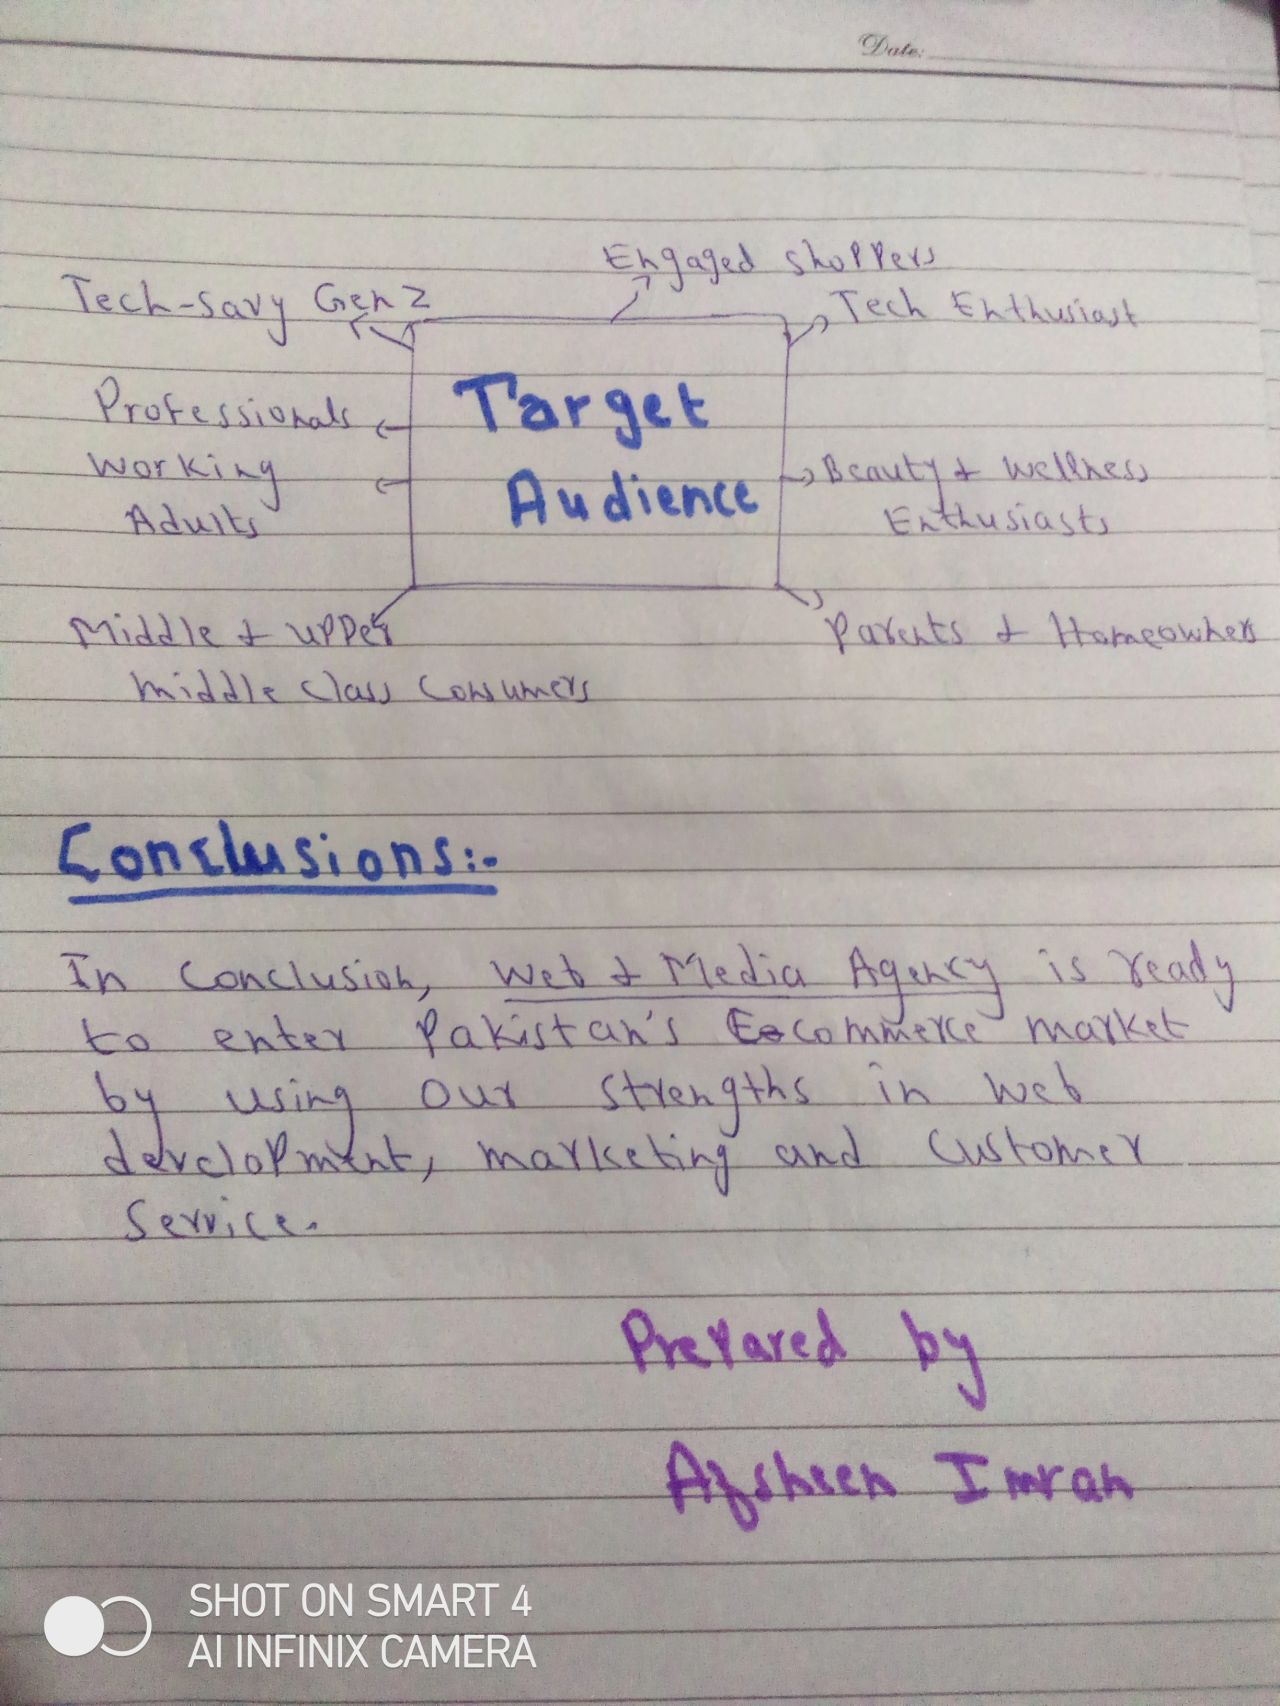 Date:
Engaged shoppers
Tech-savy Gen Z
Tech Enthusiast
Target
Audience
Professionals
Working
Adults
Beauty & Wellness
Enthusiasts
Middle & upper
middle class consumers
Parents & Homeowners
Conclusions:-
In conclusion, Web & Media Agency is ready
to enter Pakistan's E-commerce market
by using our strengths in web
development, marketing and customer
service.
Prepared by
Afsheen Imran
SHOT ON SMART 4
AI INFINIX CAMERA